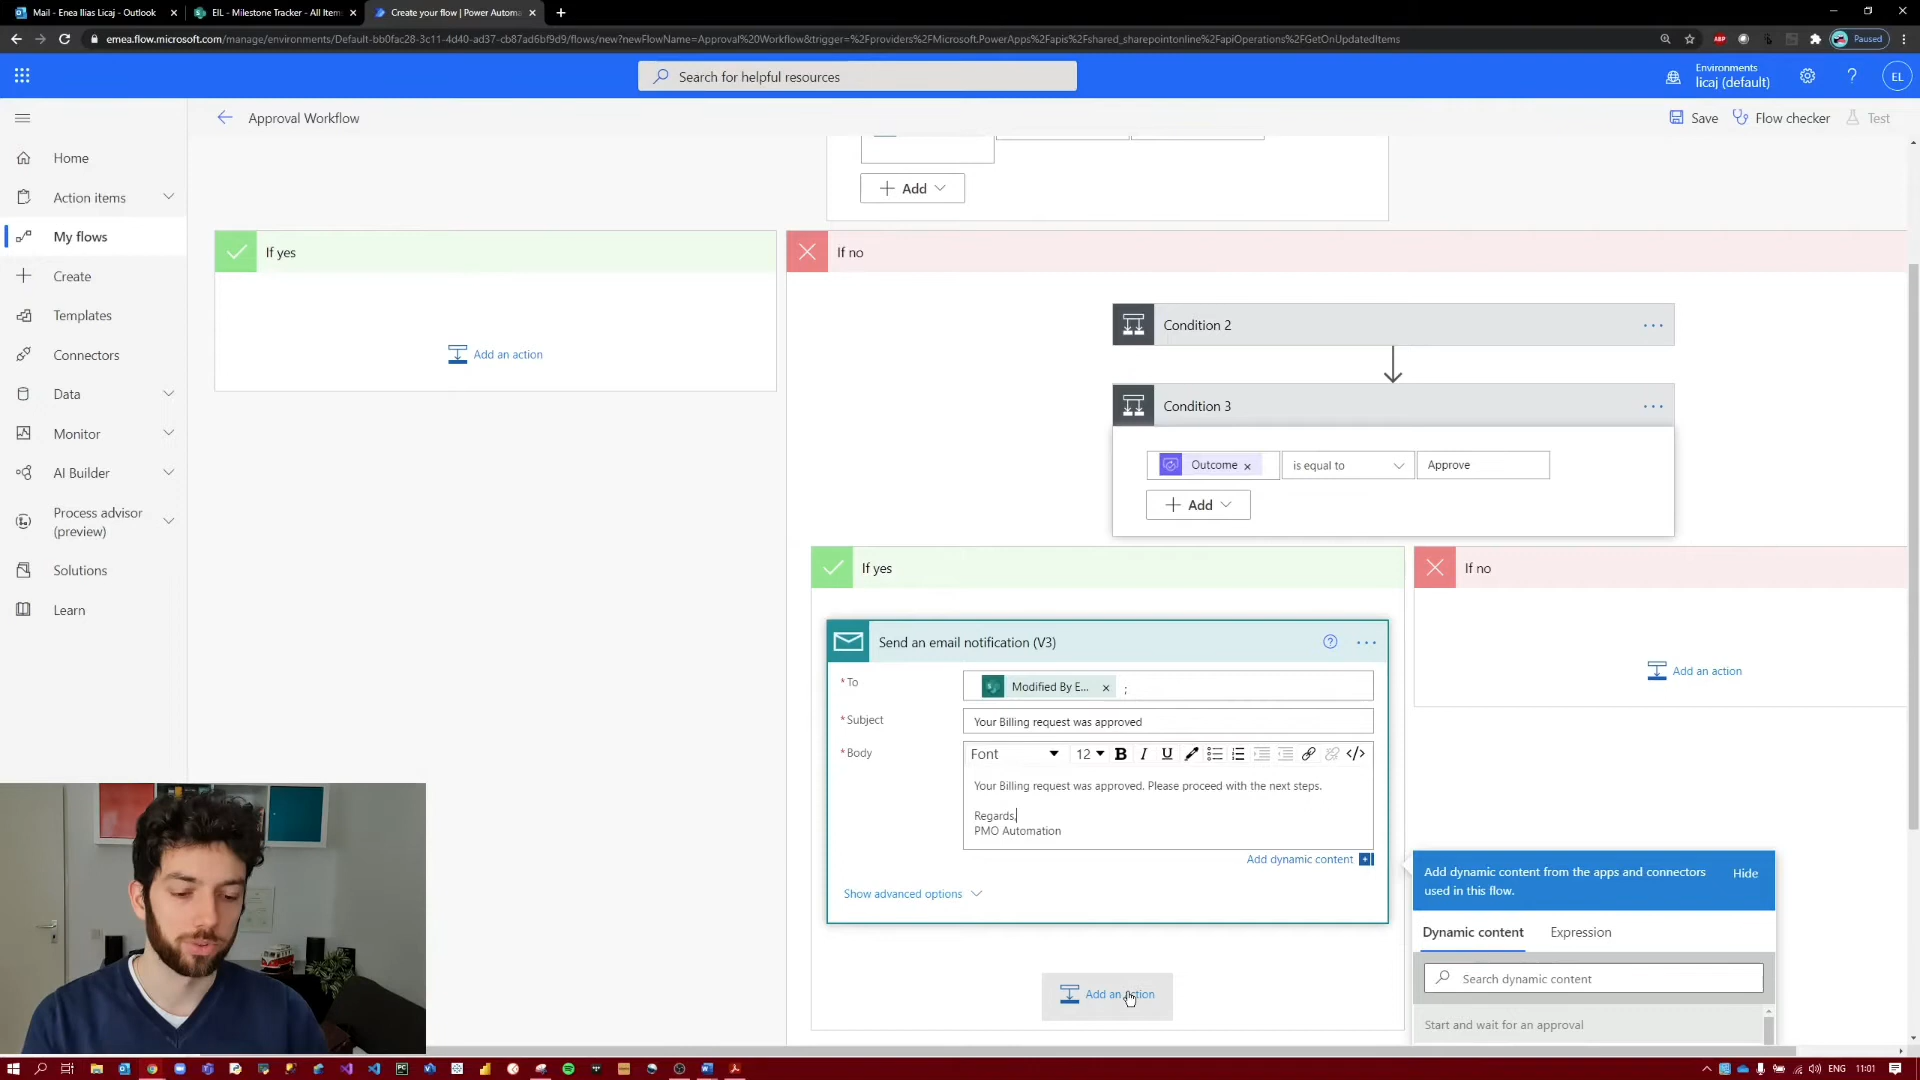 Mail - Enea Ilias Licaj - Outlook
EIL - Milestone Tracker - All Item
Create your flow | Power Automa
emea.flow.microsoft.com/manage/environments/Default-bb0fac28-3c11-4d40-ad37-cb87ad6bf9d9/flows/new?newFlowName=Approval%20Workflow&trigger=%2Fproviders%2FMicrosoft.PowerApps%2Fapis%2Fshared_sharepointonline%2FapiOperations%2FGetOnUpdatedItems
ABP
Paused
Search for helpful resources
Environments
licaj (default)
EL
Approval Workflow
Save
Flow checker
Test
Home
Action items
My flows
Create
Templates
Connectors
Data
Monitor
AI Builder
Process advisor
(preview)
Solutions
Learn
Add
If yes
Add an action
If no
Condition 2
Condition 3
Outcome
is equal to
Approve
Add
If yes
Send an email notification (V3)
* To
Modified By E... ;
* Subject
Your Billing request was approved
* Body
Font
12
B
I
U
Your Billing request was approved. Please proceed with the next steps.
Regards,
PMO Automation
Add dynamic content
Show advanced options
Add an action
If no
Add an action
Add dynamic content from the apps and connectors
used in this flow.
Hide
Dynamic content
Expression
Search dynamic content
Start and wait for an approval
ENG
11:01